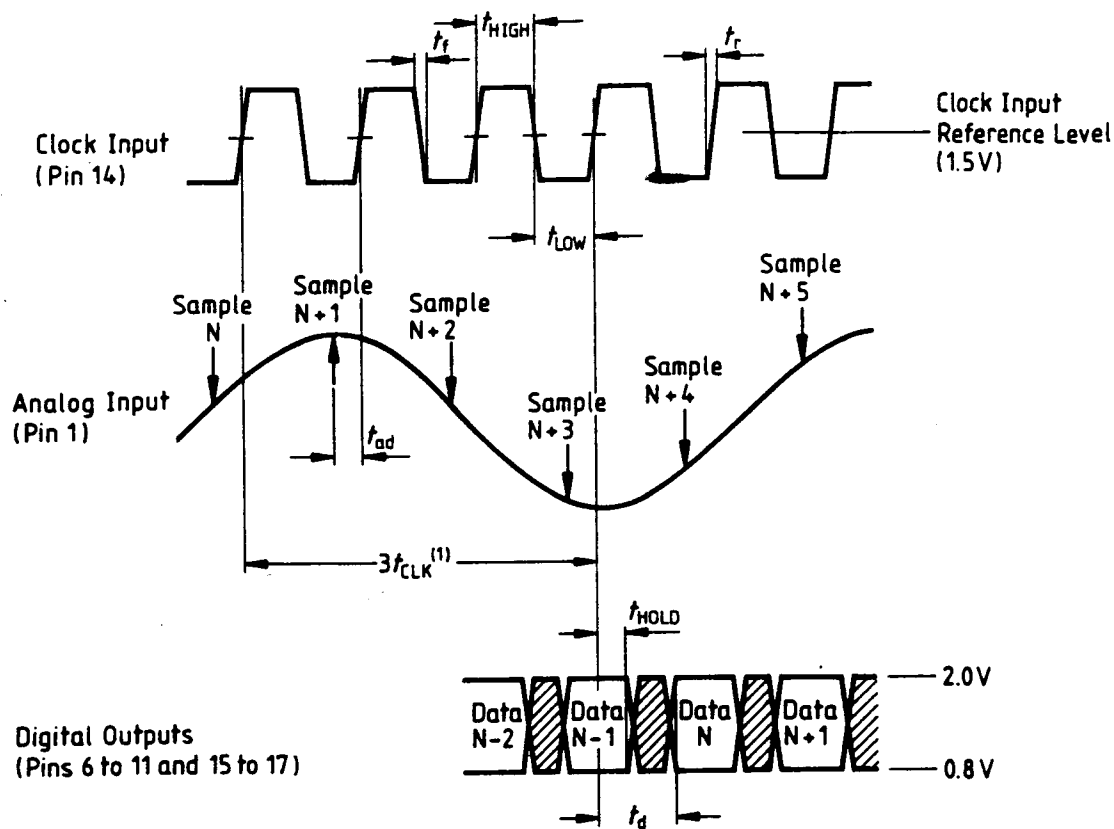 tHIGH
tf
tr
Clock Input
(Pin 14)
Clock Input
Reference Level
(1.5V)
tLOW
Sample
N
Sample
N+1
Sample
N+2
Sample
N+3
Sample
N+4
Sample
N+5
Analog Input
(Pin 1)
tad
3tCLK(1)
tHOLD
Data
N-2
Data
N-1
Data
N
Data
N+1
2.0V
0.8V
Digital Outputs
(Pins 6 to 11 and 15 to 17)
td